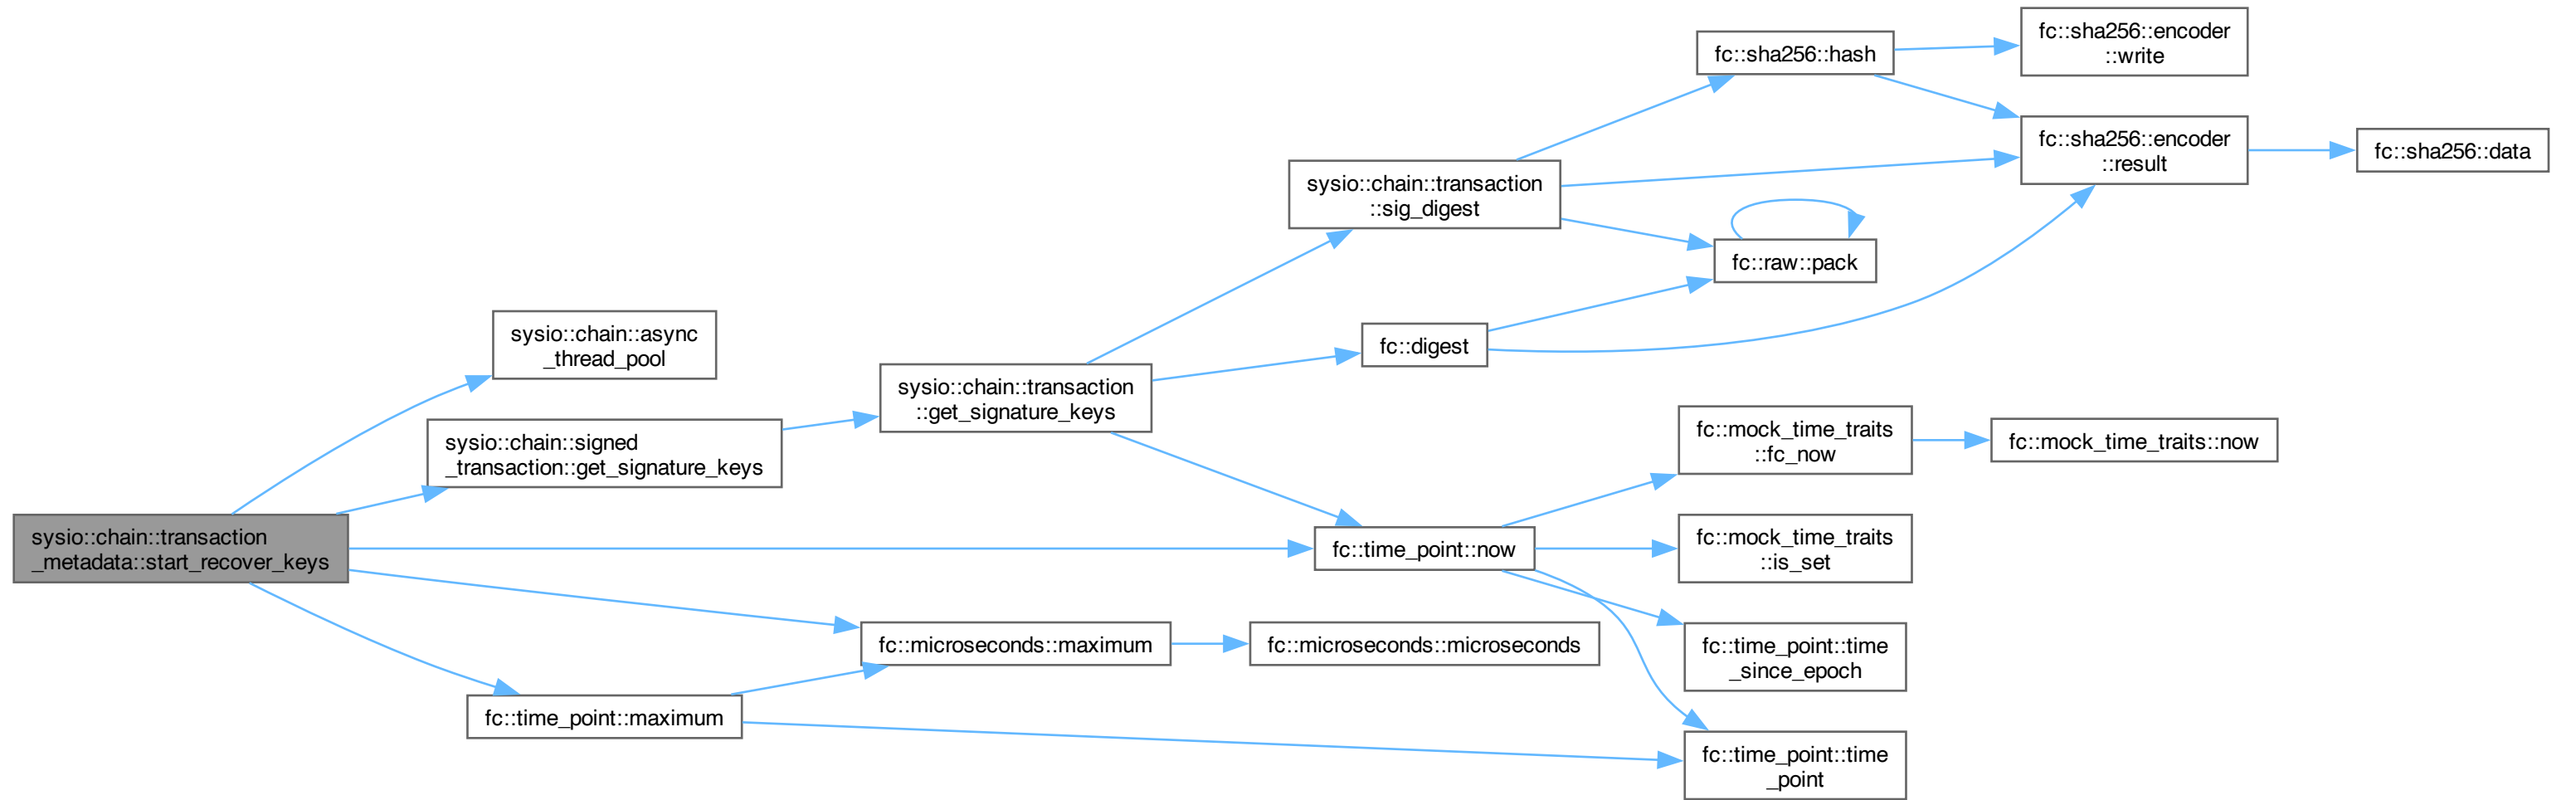 sysio::chain::transaction
_metadata::start_recover_keys
sysio::chain::async
_thread_pool
sysio::chain::signed
_transaction::get_signature_keys
fc::time_point::maximum
sysio::chain::transaction
::get_signature_keys
fc::microseconds::maximum
sysio::chain::transaction
::sig_digest
fc::digest
fc::time_point::now
fc::microseconds::microseconds
fc::sha256::hash
fc::raw::pack
fc::mock_time_traits
::fc_now
fc::mock_time_traits
::is_set
fc::time_point::time
_since_epoch
fc::time_point::time
_point
fc::sha256::encoder
::write
fc::sha256::encoder
::result
fc::mock_time_traits::now
fc::sha256::data